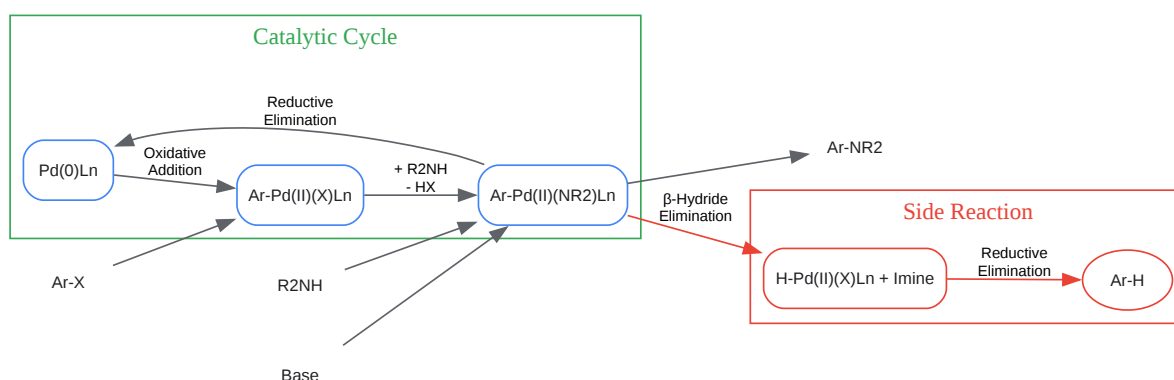 Catalytic Cycle
Reductive
Elimination
Pd(0)Ln
Oxidative
Addition
Ar-Pd(II)(X)Ln
+ R2NH
- HX
Ar-Pd(II)(NR2)Ln
Ar-NR2
β-Hydride
Elimination
Side Reaction
H-Pd(II)(X)Ln + Imine
Reductive
Elimination
Ar-H
Ar-X
R2NH
Base